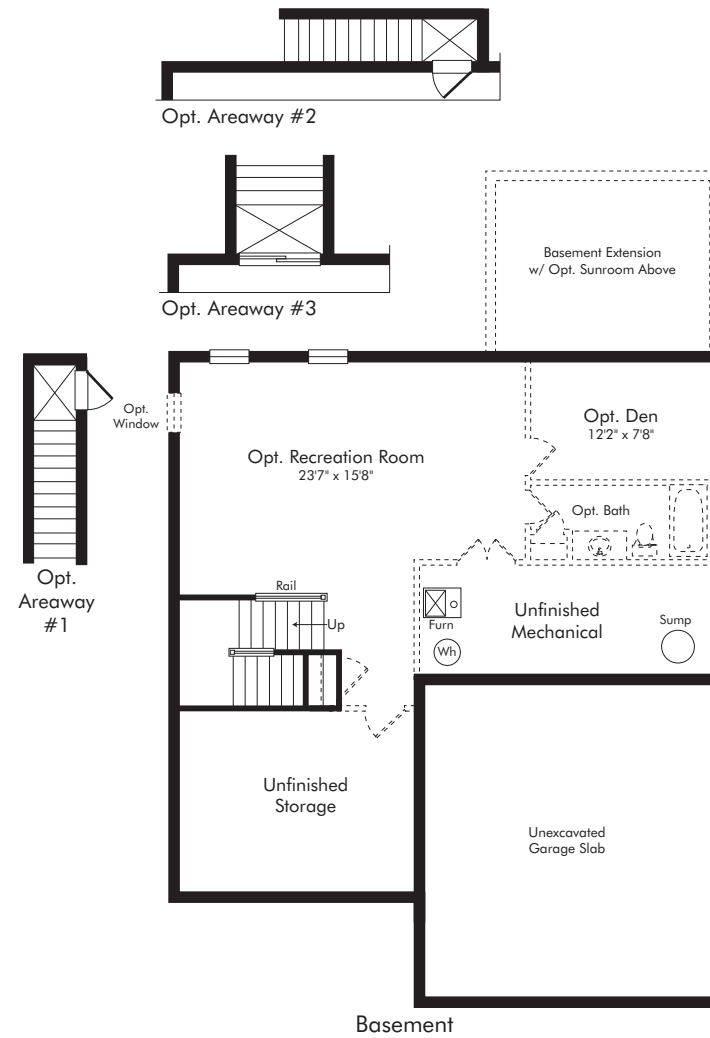 Opt. Areaway #2
Basement Extension
w/ Opt. Sunroom Above
Opt. Areaway #3
Opt.
Window
Opt. Den
12'2" x 7'8"
Opt. Recreation Room
23'7" x 15'8"
Opt. Bath
Opt.
Areaway
#1
Rail
Up
Furn
Wh
Unfinished
Mechanical
Sump
Unfinished
Storage
Unexcavated
Garage Slab
Basement